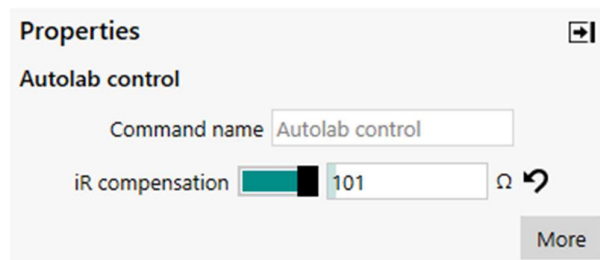 Properties
Autolab control
Command name Autolab control
iR compensation 101 Ω
More